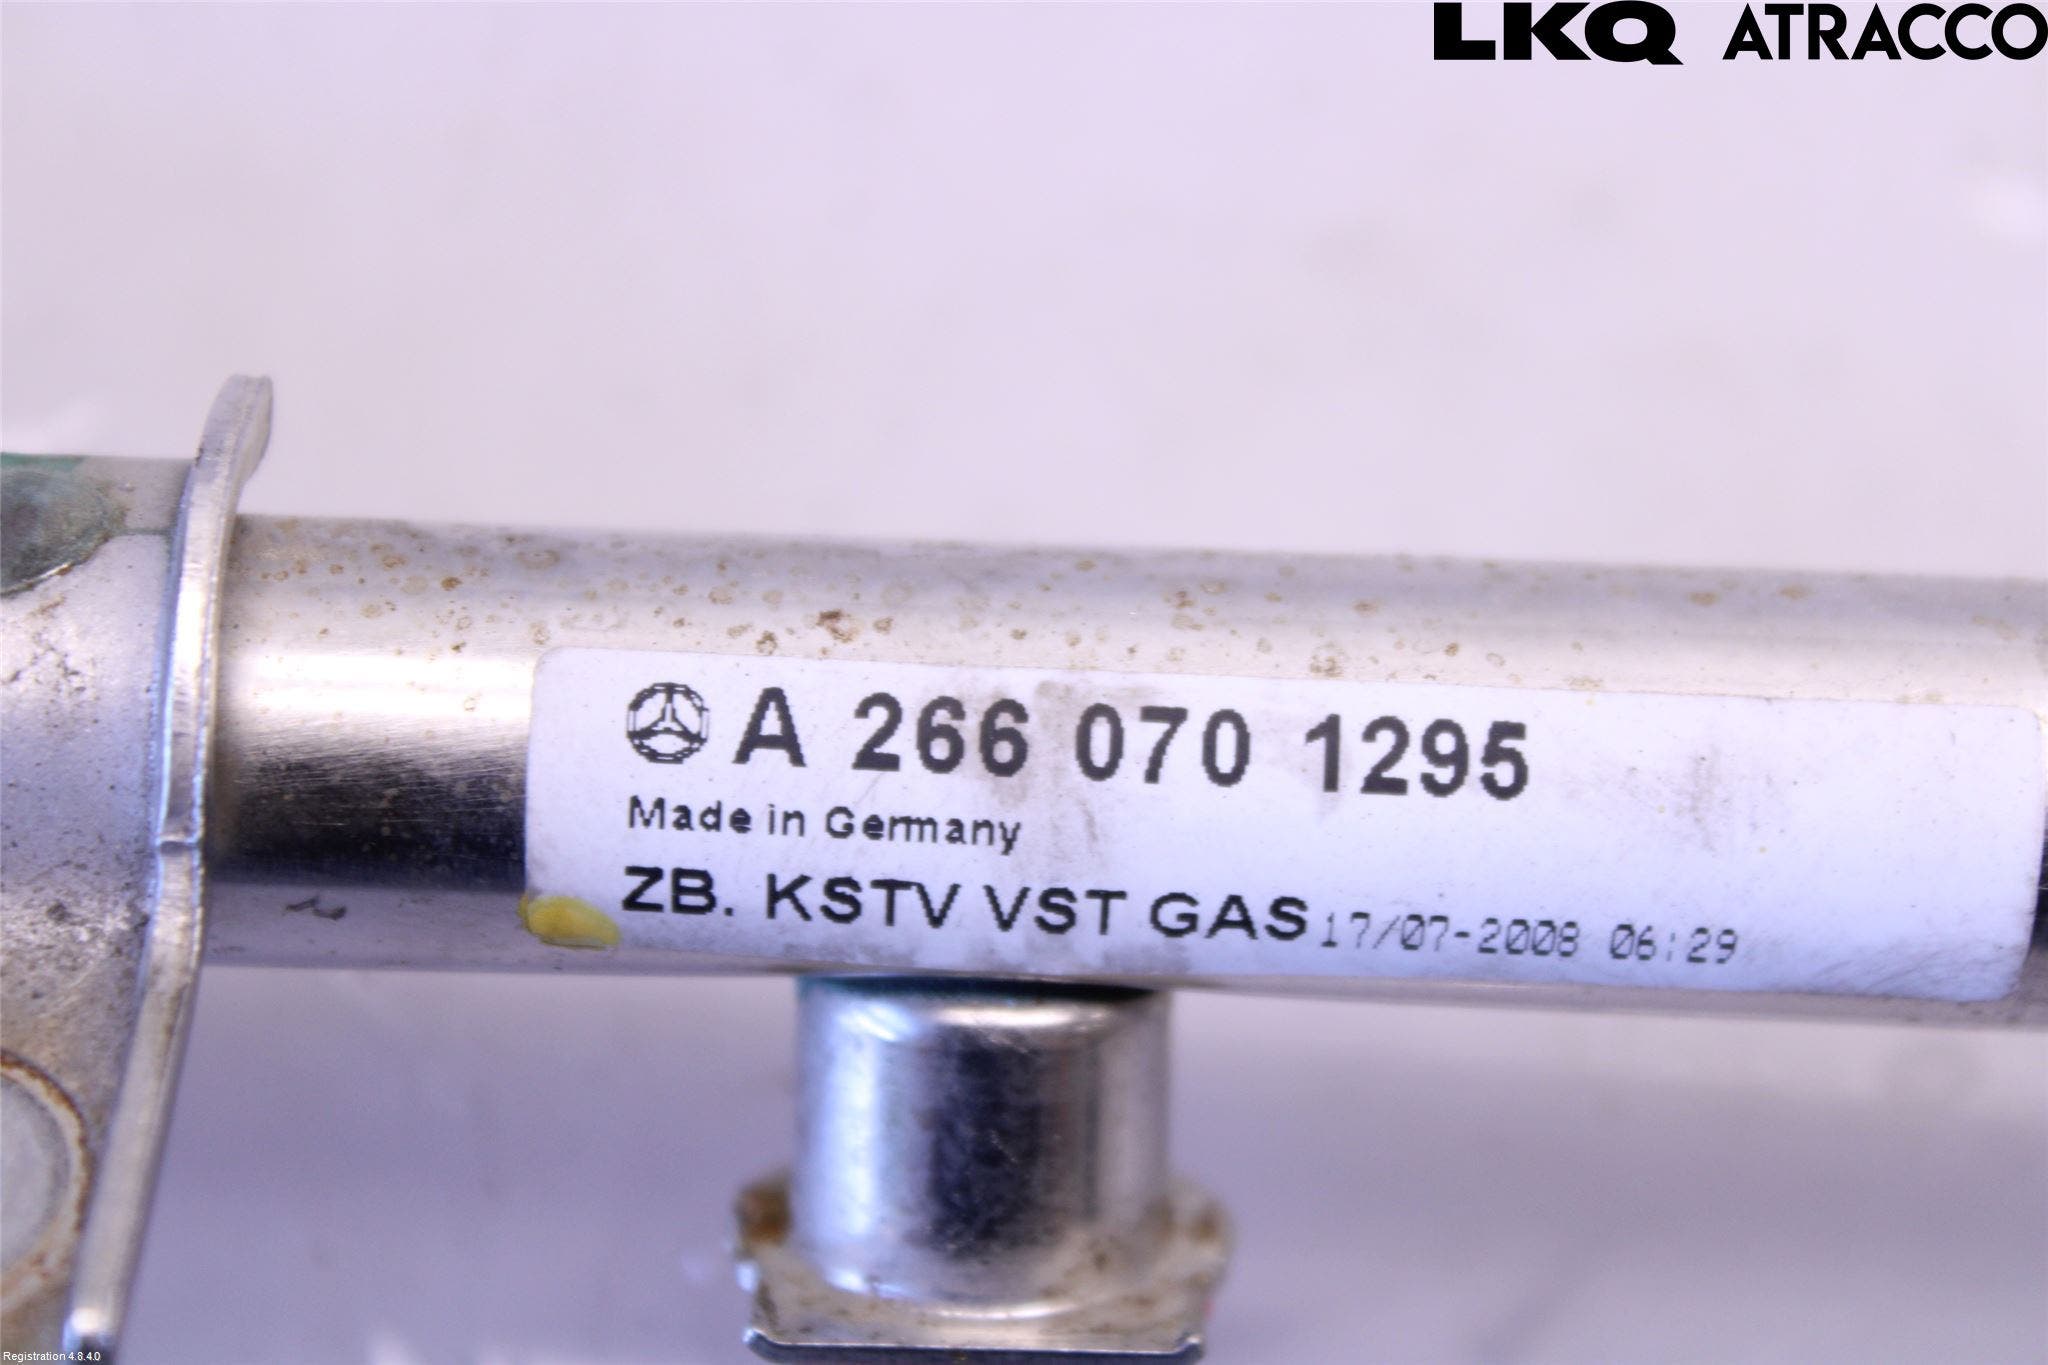 LKQ ATRACCO
A 266 070 1295
Made in Germany
ZB. KSTV VST GAS 17/07-2008 06:29
Registration 4.8.4.0